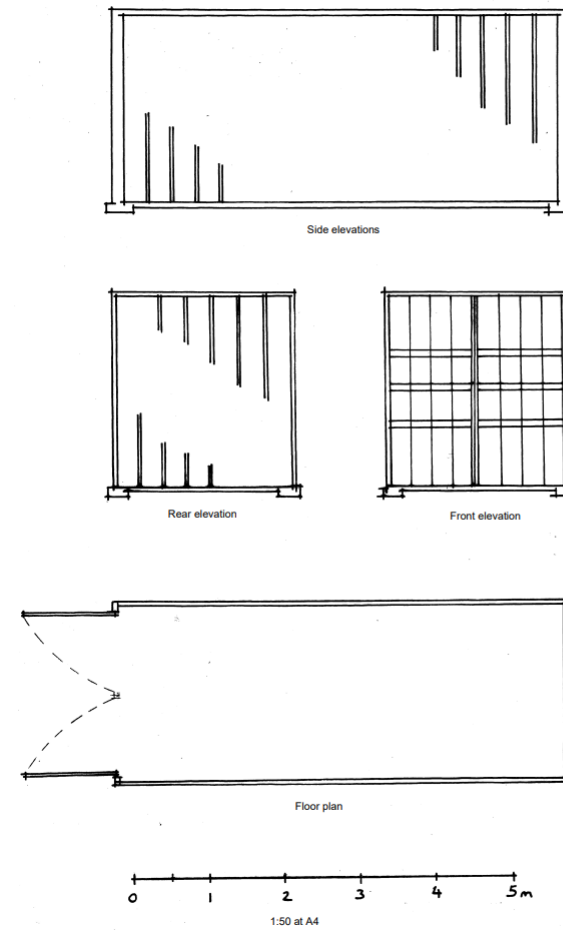 Side elevations
Rear elevation
Front elevation
Floor plan
0 1 2 3 4 5m
1:50 at A4